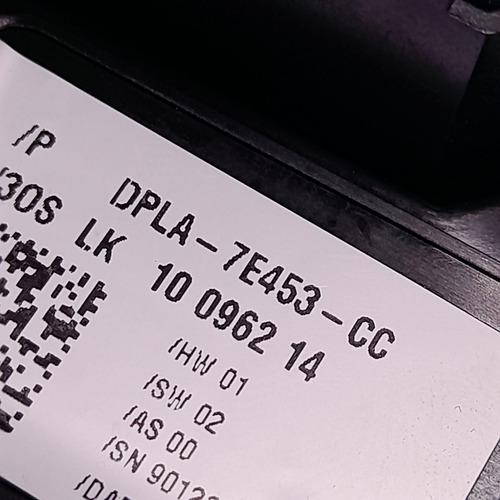 /P DPLA-7E453-CC
/30S LK 10 0962 14
/HW 01
/SW 02
/AS 00
/SN 9012